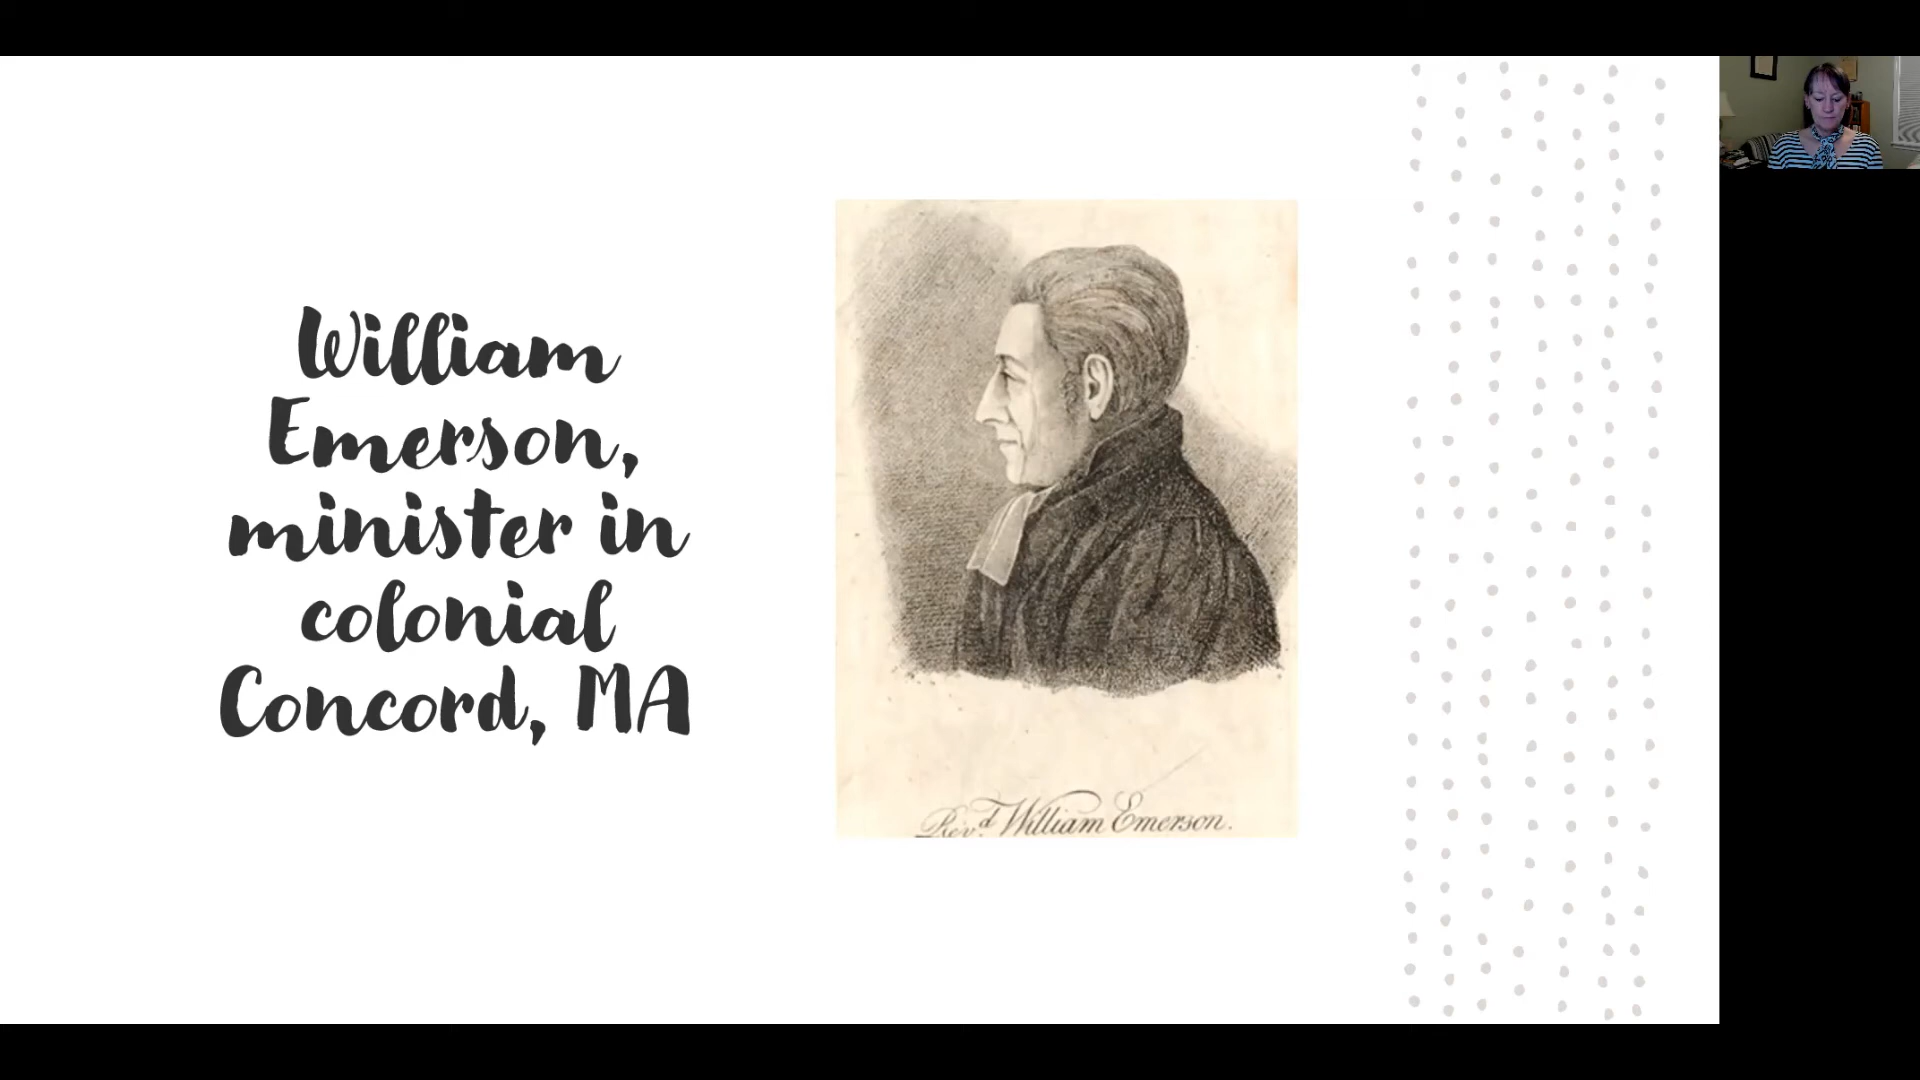 William
Emerson,
minister in
colonial
Concord, MA
Revd William Emerson.